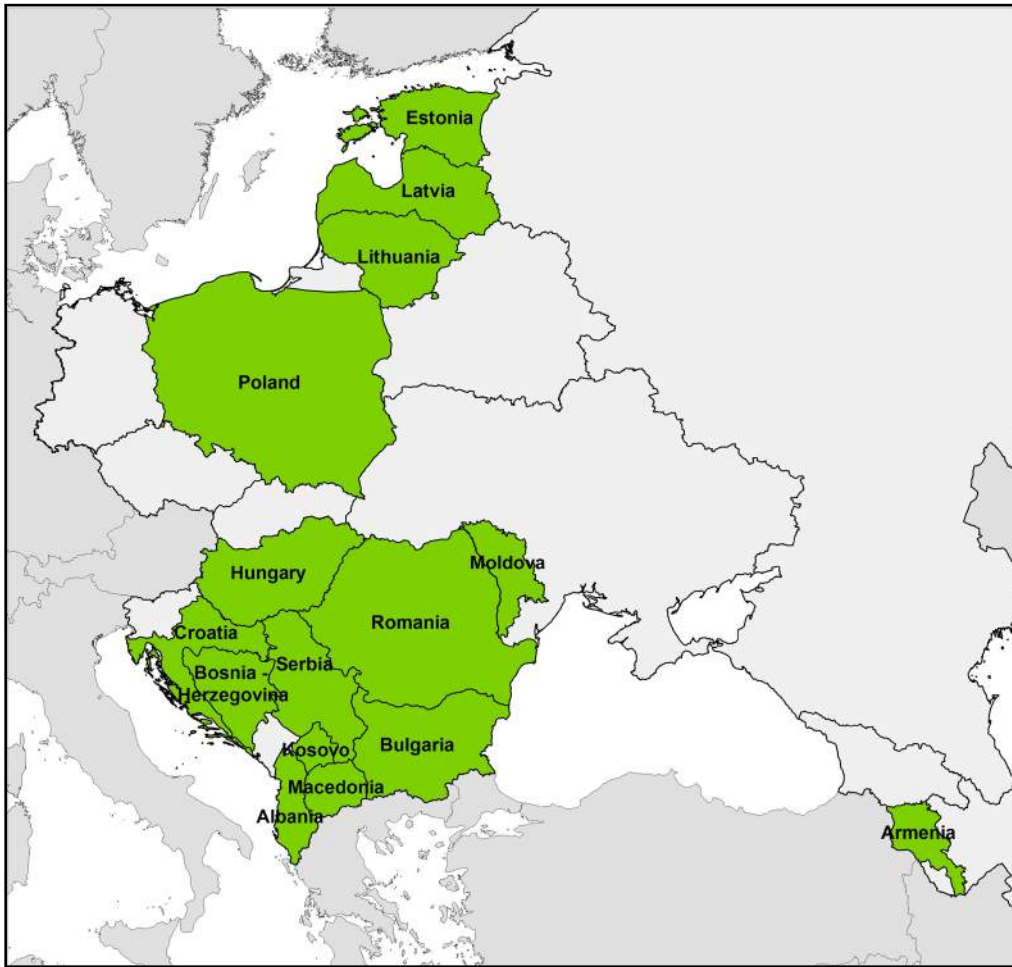 Estonia
Latvia
Lithuania
Poland
Hungary
Moldova
Romania
Croatia
Serbia
Bosnia -
Herzegovina
Kosovo
Bulgaria
Macedonia
Albania
Armenia